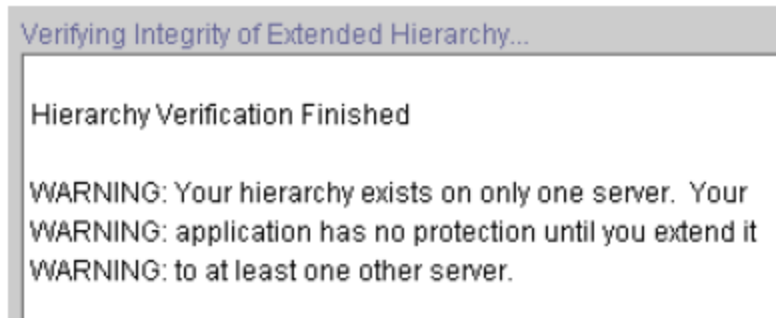 Verifying Integrity of Extended Hierarchy...
Hierarchy Verification Finished
WARNING: Your hierarchy exists on only one server.  Your
WARNING: application has no protection until you extend it
WARNING: to at least one other server.